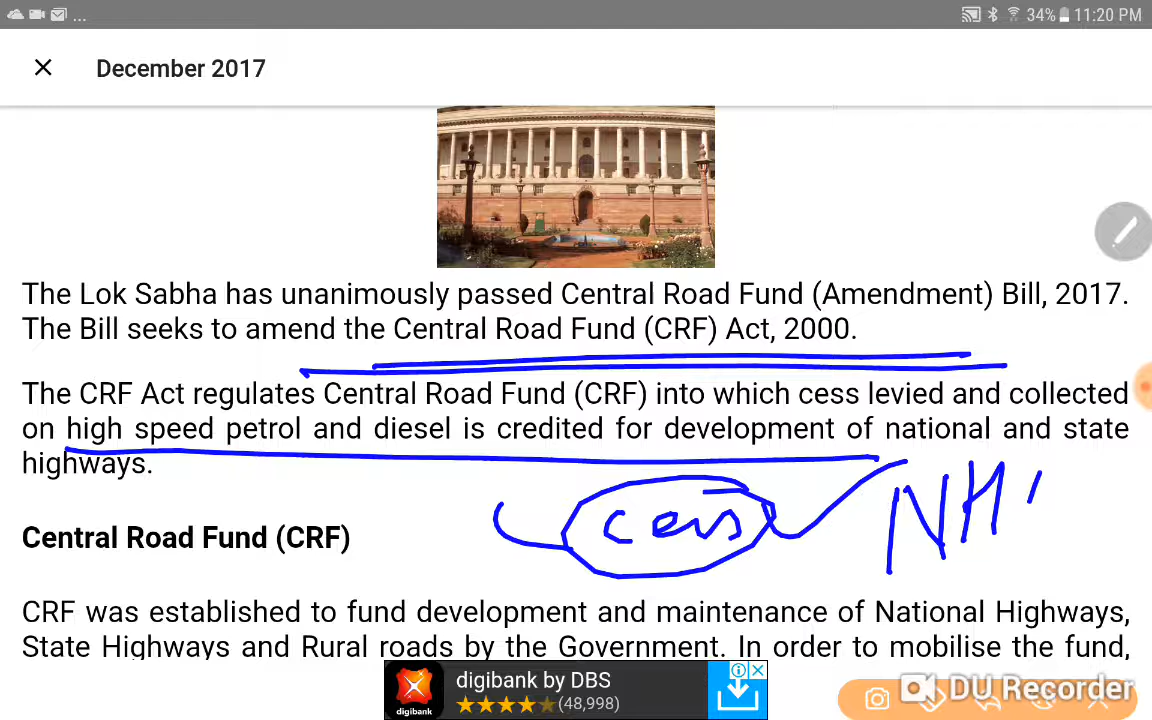 ... 34% 11:20 PM
December 2017
The Lok Sabha has unanimously passed Central Road Fund (Amendment) Bill, 2017.
The Bill seeks to amend the Central Road Fund (CRF) Act, 2000.
The CRF Act regulates Central Road Fund (CRF) into which cess levied and collected
on high speed petrol and diesel is credited for development of national and state
highways.
cess NH
Central Road Fund (CRF)
CRF was established to fund development and maintenance of National Highways,
State Highways and Rural roads by the Government. In order to mobilise the fund,
digibank by DBS
(48,998)
digibank
DU Recorder